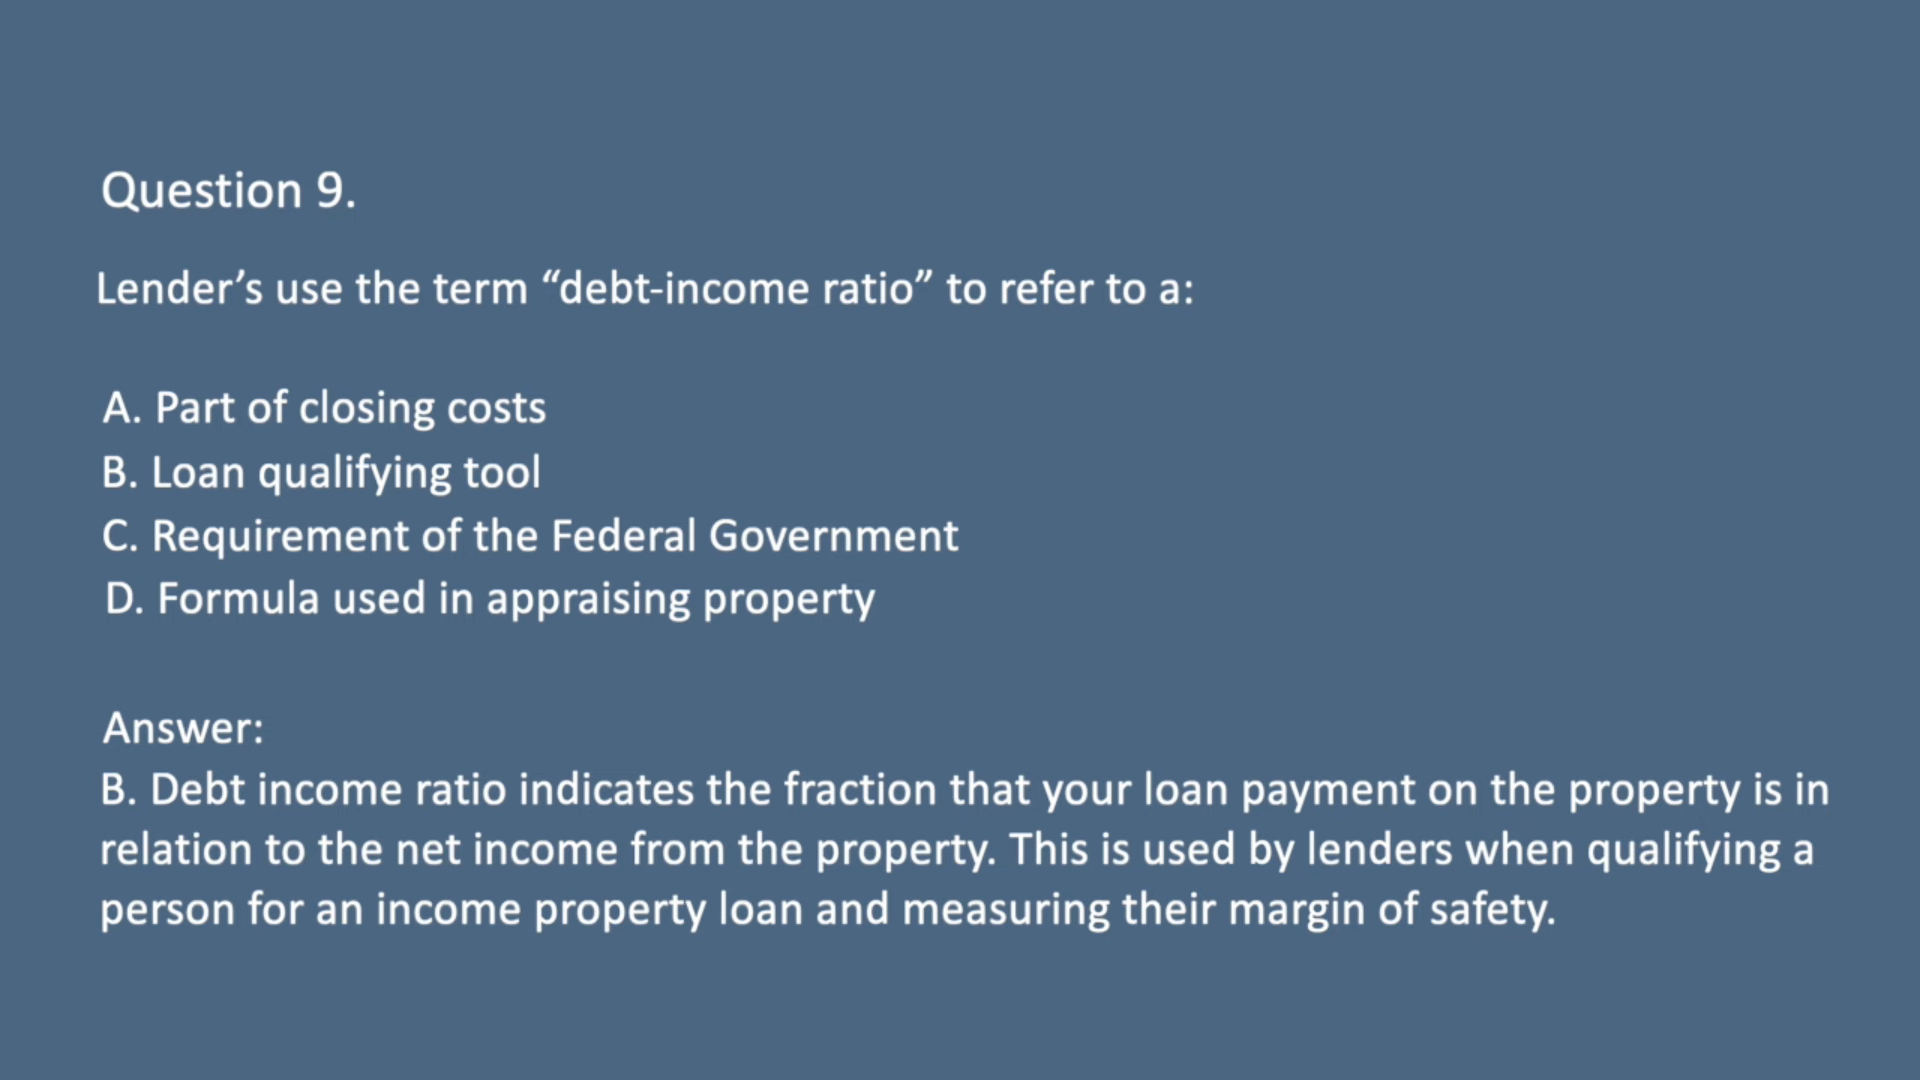 Question 9.
Lender’s use the term “debt-income ratio” to refer to a:
A. Part of closing costs
B. Loan qualifying tool
C. Requirement of the Federal Government
D. Formula used in appraising property
Answer:
B. Debt income ratio indicates the fraction that your loan payment on the property is in
relation to the net income from the property. This is used by lenders when qualifying a
person for an income property loan and measuring their margin of safety.